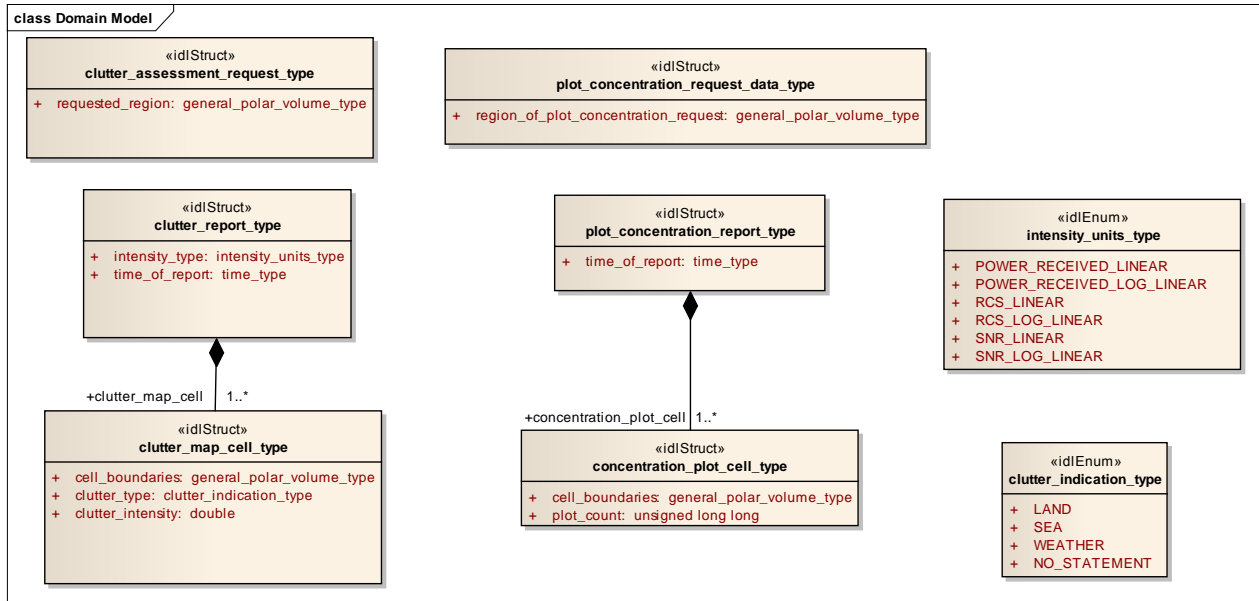 class Domain Model
«idlStruct»
clutter_assessment_request_type
+ requested_region: general_polar_volume_type
«idlStruct»
plot_concentration_request_data_type
+ region_of_plot_concentration_request: general_polar_volume_type
«idlStruct»
clutter_report_type
+ intensity_type: intensity_units_type
+ time_of_report: time_type
«idlStruct»
plot_concentration_report_type
+ time_of_report: time_type
«idlEnum»
intensity_units_type
+ POWER_RECEIVED_LINEAR
+ POWER_RECEIVED_LOG_LINEAR
+ RCS_LINEAR
+ RCS_LOG_LINEAR
+ SNR_LINEAR
+ SNR_LOG_LINEAR
+clutter_map_cell 1..*
«idlStruct»
clutter_map_cell_type
+ cell_boundaries: general_polar_volume_type
+ clutter_type: clutter_indication_type
+ clutter_intensity: double
+concentration_plot_cell 1..*
«idlStruct»
concentration_plot_cell_type
+ cell_boundaries: general_polar_volume_type
+ plot_count: unsigned long long
«idlEnum»
clutter_indication_type
+ LAND
+ SEA
+ WEATHER
+ NO_STATEMENT